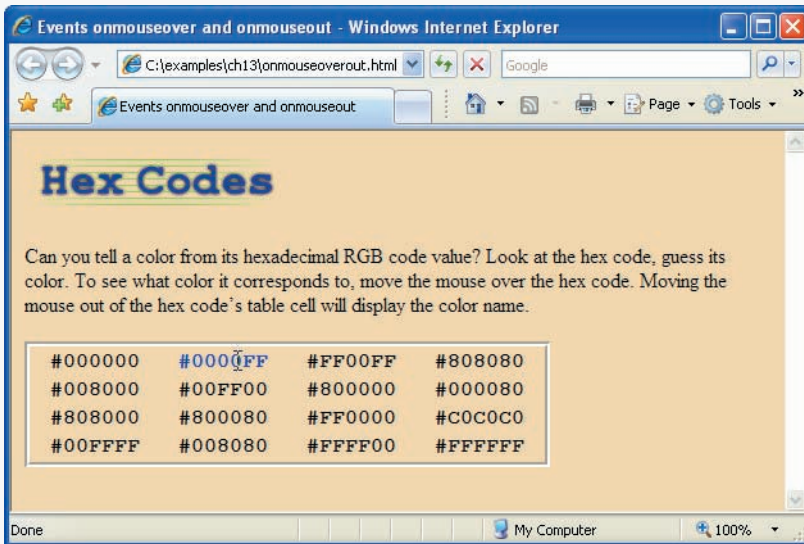 Events onmouseover and onmouseout - Windows Internet Explorer
C:\examples\ch13\onmouseoverout.html Google
Events onmouseover and onmouseout Page Tools »
Hex Codes
Can you tell a color from its hexadecimal RGB code value? Look at the hex code, guess its
color. To see what color it corresponds to, move the mouse over the hex code. Moving the
mouse out of the hex code's table cell will display the color name.
#000000 #0000FF #FF00FF #808080
#008000 #00FF00 #800000 #000080
#808000 #800080 #FF0000 #C0C0C0
#00FFFF #008080 #FFFF00 #FFFFFF
Done My Computer 100%